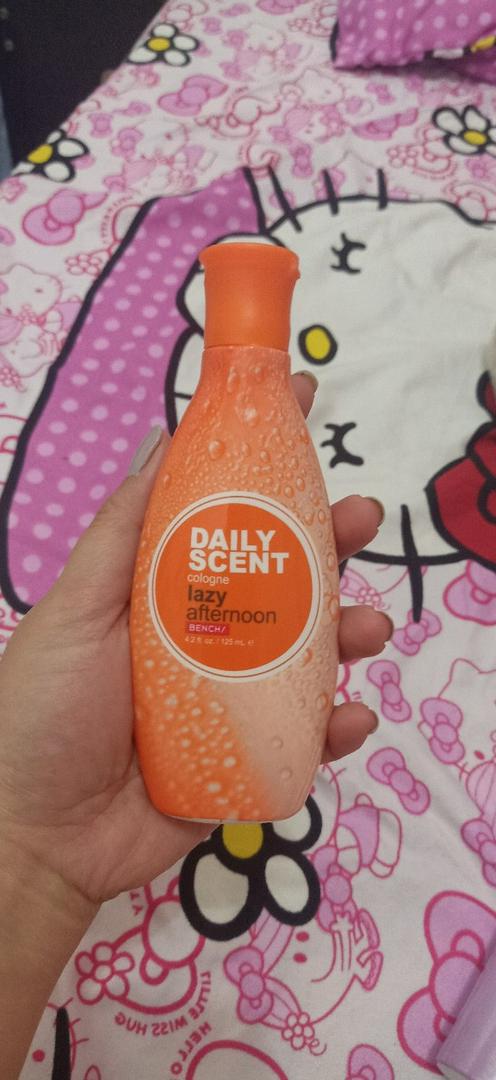 DAILY
SCENT
cologne
lazy
afternoon
BENCH/
4.2 fl. oz. / 125 mL e
LITTLE MISS HUG
HELLO